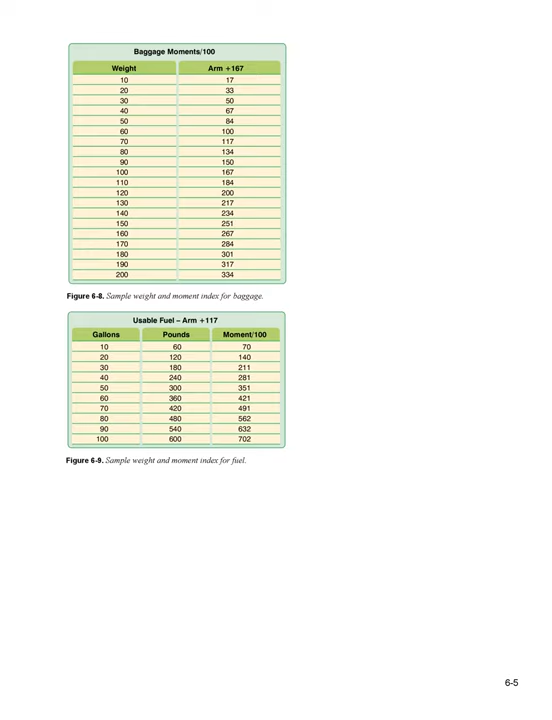 Baggage Moments/100
Weight Arm +167
10 17
20 33
30 50
40 67
50 84
60 100
70 117
80 134
90 150
100 167
110 184
120 200
130 217
140 234
150 251
160 267
170 284
180 301
190 317
200 334
Figure 6-8. Sample weight and moment index for baggage.
Usable Fuel – Arm +117
Gallons Pounds Moment/100
10 60 70
20 120 140
30 180 211
40 240 281
50 300 351
60 360 421
70 420 491
80 480 562
90 540 632
100 600 702
Figure 6-9. Sample weight and moment index for fuel.
6-5